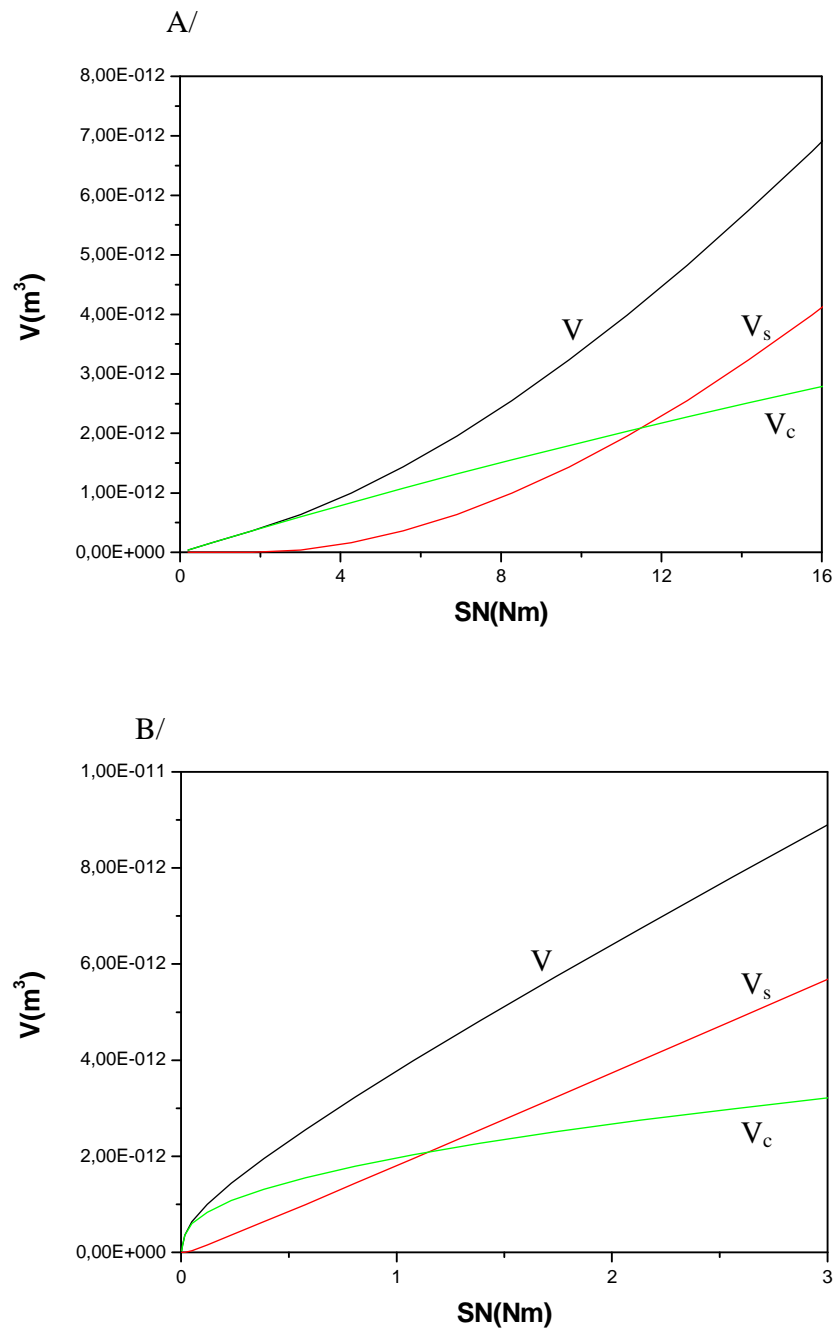 A/
8,00E-012
7,00E-012
6,00E-012
5,00E-012
4,00E-012
3,00E-012
2,00E-012
1,00E-012
0,00E+000
V(m³)
V
Vₛ
V_c
0 4 8 12 16
SN(Nm)
B/
1,00E-011
8,00E-012
6,00E-012
4,00E-012
2,00E-012
0,00E+000
V(m³)
V
Vₛ
V_c
0 1 2 3
SN(Nm)